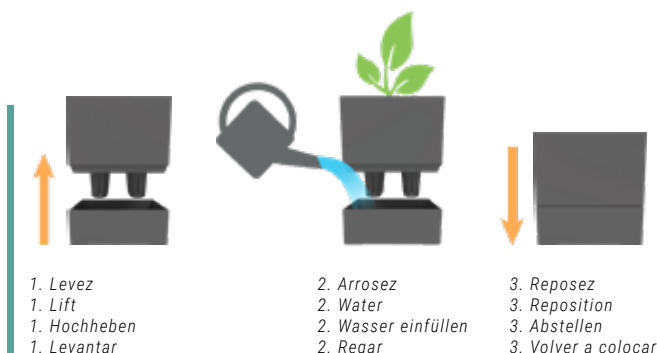 1. Levez
1. Lift
1. Hochheben
1. Levantar
2. Arrosez
2. Water
2. Wasser einfüllen
2. Regar
3. Reposez
3. Reposition
3. Abstellen
3. Volver a colocar